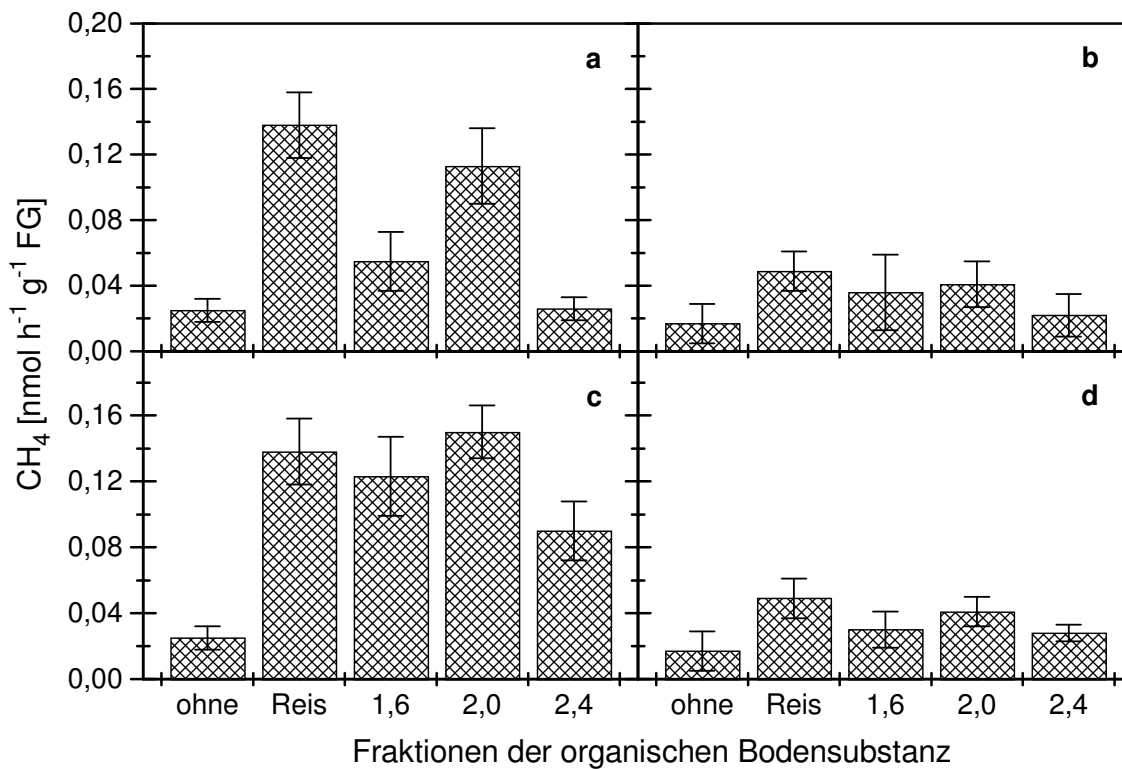 0,20
0,16
0,12
0,08
0,04
0,00
0,16
0,12
0,08
0,04
0,00
CH₄ [nmol h⁻¹ g⁻¹ FG]
a
b
c
d
ohne Reis 1,6 2,0 2,4 ohne Reis 1,6 2,0 2,4
Fraktionen der organischen Bodensubstanz